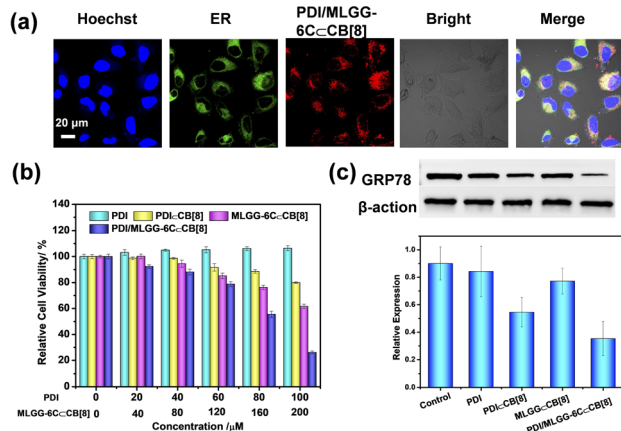 (a)
Hoechst
ER
PDI/MLGG-
6C⊂CB[8]
Bright
Merge
20 μm
(b)
Relative Cell Viability/ %
140
120
100
80
60
40
20
0
PDI
PDI⊂CB[8]
MLGG-6C⊂CB[8]
PDI/MLGG-6C⊂CB[8]
PDI 0 20 40 60 80 100
MLGG-6C⊂CB[8] 0 40 80 120 160 200
Concentration /μM
(c)
GRP78
β-action
Relative Expression
1.0
0.8
0.6
0.4
0.2
0.0
Control
PDI
PDI⊂CB[8]
MLGG⊂CB[8]
PDI/MLGG-6C⊂CB[8]